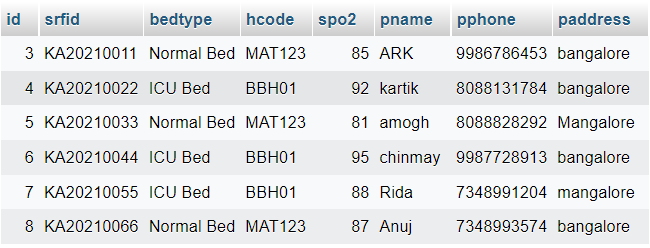 id srfid bedtype hcode spo2 pname pphone paddress
3 KA20210011 Normal Bed MAT123 85 ARK 9986786453 bangalore
4 KA20210022 ICU Bed BBH01 92 kartik 8088131784 bangalore
5 KA20210033 Normal Bed MAT123 81 amogh 8088828292 Mangalore
6 KA20210044 ICU Bed BBH01 95 chinmay 9987728913 bangalore
7 KA20210055 ICU Bed BBH01 88 Rida 7348991204 mangalore
8 KA20210066 Normal Bed MAT123 87 Anuj 7348993574 bangalore